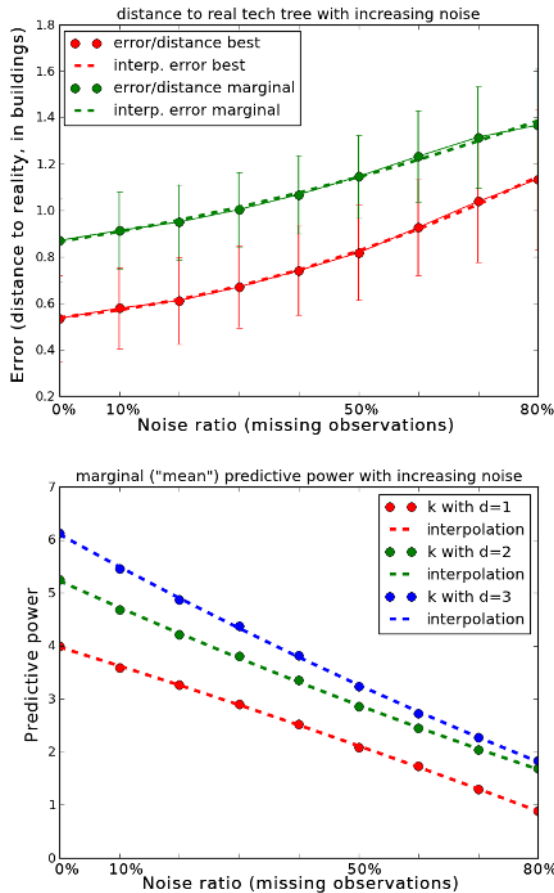 distance to real tech tree with increasing noise
1.8
1.6
1.4
1.2
1.0
0.8
0.6
0.4
0.2
Error (distance to reality, in buildings)
error/distance best
interp. error best
error/distance marginal
interp. error marginal
0% 10% 50% 80%
Noise ratio (missing observations)
marginal ("mean") predictive power with increasing noise
7
6
5
4
3
2
1
0
Predictive power
k with d=1
interpolation
k with d=2
interpolation
k with d=3
interpolation
0% 10% 50% 80%
Noise ratio (missing observations)